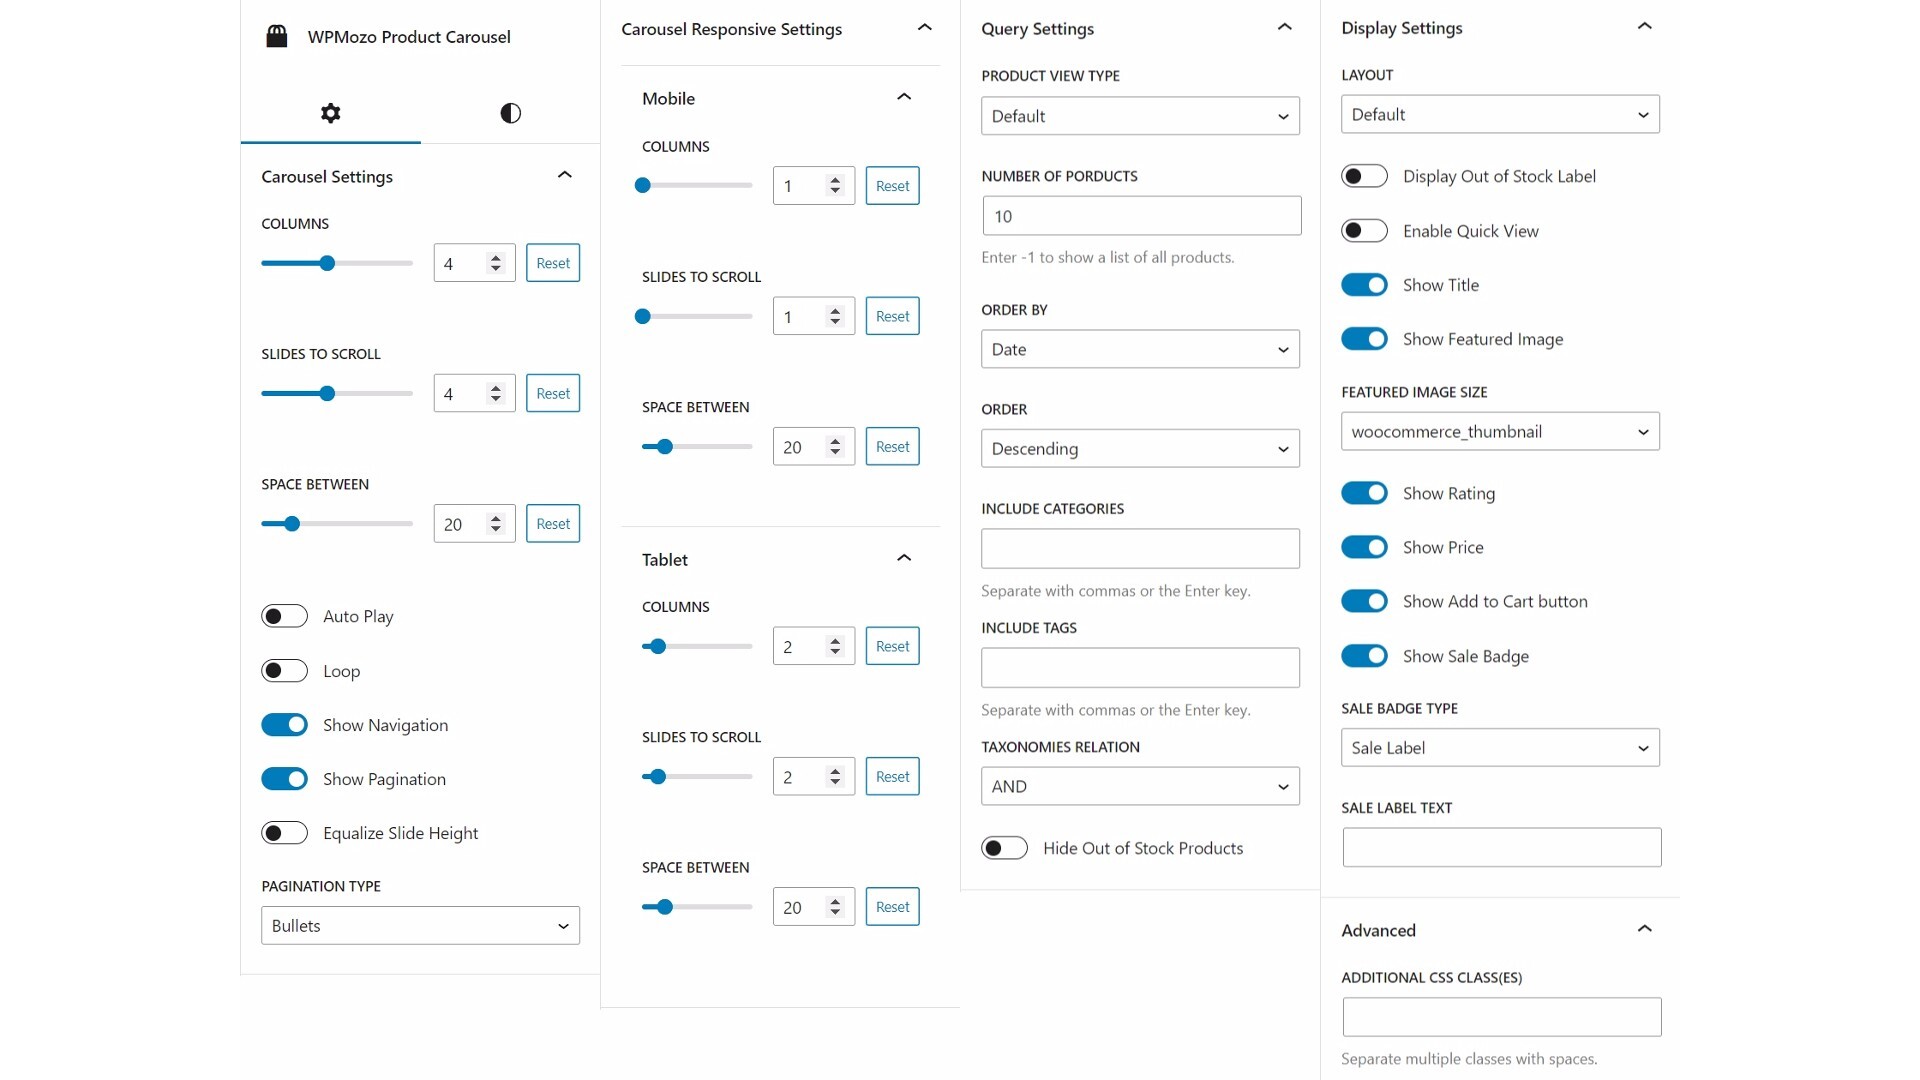 WPMozo Product Carousel
Carousel Settings
COLUMNS
4
Reset
SLIDES TO SCROLL
4
Reset
SPACE BETWEEN
20
Reset
Auto Play
Loop
Show Navigation
Show Pagination
Equalize Slide Height
PAGINATION TYPE
Bullets
Carousel Responsive Settings
Mobile
COLUMNS
1
Reset
SLIDES TO SCROLL
1
Reset
SPACE BETWEEN
20
Reset
Tablet
COLUMNS
2
Reset
SLIDES TO SCROLL
2
Reset
SPACE BETWEEN
20
Reset
Query Settings
PRODUCT VIEW TYPE
Default
NUMBER OF PORDUCTS
10
Enter -1 to show a list of all products.
ORDER BY
Date
ORDER
Descending
INCLUDE CATEGORIES
Separate with commas or the Enter key.
INCLUDE TAGS
Separate with commas or the Enter key.
TAXONOMIES RELATION
AND
Hide Out of Stock Products
Display Settings
LAYOUT
Default
Display Out of Stock Label
Enable Quick View
Show Title
Show Featured Image
FEATURED IMAGE SIZE
woocommerce_thumbnail
Show Rating
Show Price
Show Add to Cart button
Show Sale Badge
SALE BADGE TYPE
Sale Label
SALE LABEL TEXT
Advanced
ADDITIONAL CSS CLASS(ES)
Separate multiple classes with spaces.